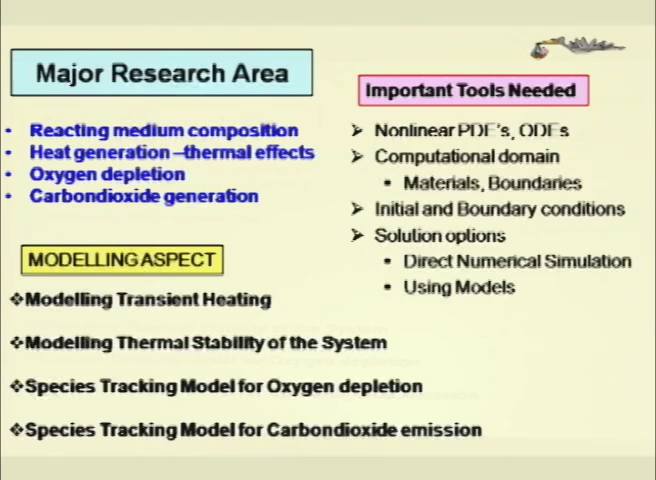 Major Research Area
• Reacting medium composition
• Heat generation –thermal effects
• Oxygen depletion
• Carbondioxide generation
MODELLING ASPECT
❖Modelling Transient Heating
❖Modelling Thermal Stability of the System
❖Species Tracking Model for Oxygen depletion
❖Species Tracking Model for Carbondioxide emission
Important Tools Needed
➢ Nonlinear PDE's, ODEs
➢ Computational domain
• Materials, Boundaries
➢ Initial and Boundary conditions
➢ Solution options
• Direct Numerical Simulation
• Using Models